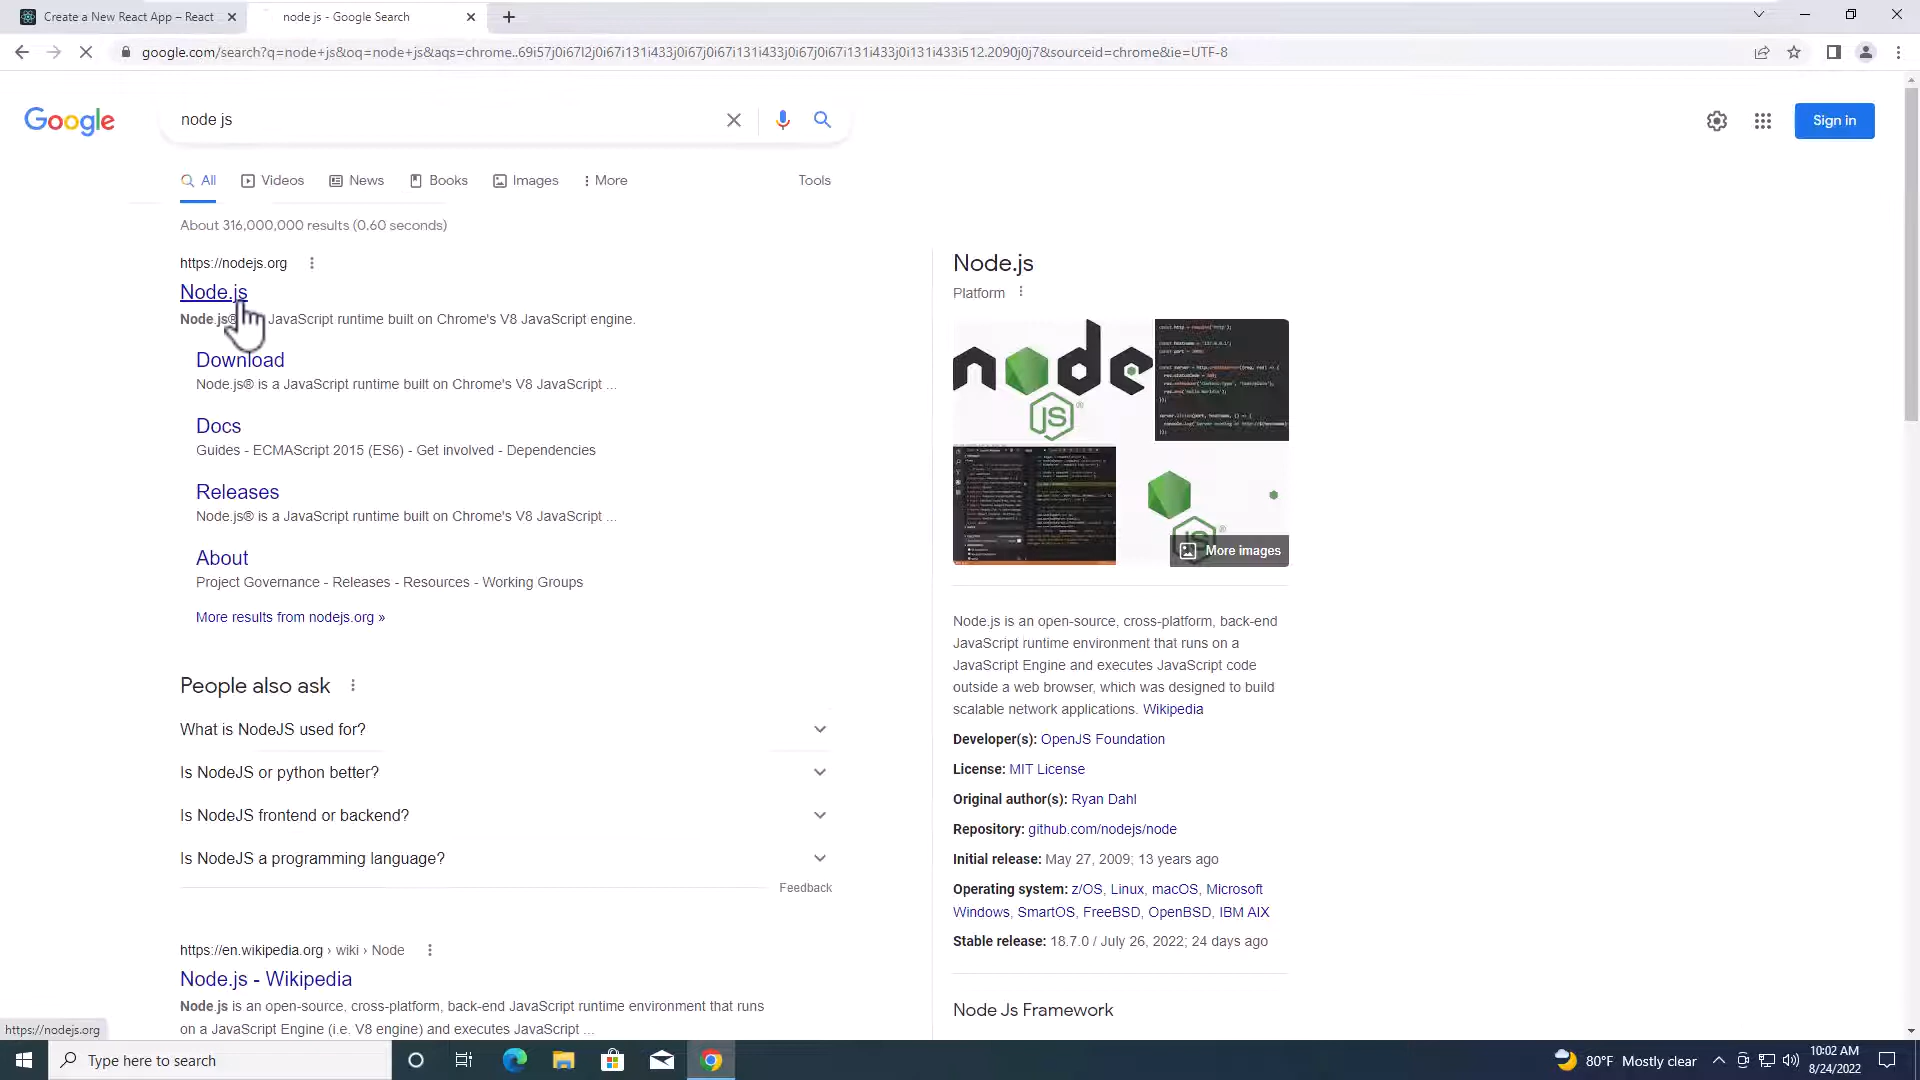 Create a New React App – React
node js - Google Search
google.com/search?q=node+js&oq=node+js&aqs=chrome..69i57j0i67l2j0i67i131i433j0i67j0i67i131i433j0i67j0i67i131i433j0i131i433i512.2090j0j7&sourceid=chrome&ie=UTF-8
Google
node js
Sign in
All
Videos
News
Books
Images
More
Tools
About 316,000,000 results (0.60 seconds)
https://nodejs.org
Node.js
Node.js® JavaScript runtime built on Chrome's V8 JavaScript engine.
Download
Node.js® is a JavaScript runtime built on Chrome's V8 JavaScript ...
Docs
Guides - ECMAScript 2015 (ES6) - Get involved - Dependencies
Releases
Node.js® is a JavaScript runtime built on Chrome's V8 JavaScript ...
About
Project Governance - Releases - Resources - Working Groups
More results from nodejs.org »
People also ask
What is NodeJS used for?
Is NodeJS or python better?
Is NodeJS frontend or backend?
Is NodeJS a programming language?
Feedback
https://en.wikipedia.org › wiki › Node
Node.js - Wikipedia
Node.js is an open-source, cross-platform, back-end JavaScript runtime environment that runs
on a JavaScript Engine (i.e. V8 engine) and executes JavaScript ...
Node.js
Platform
node
JS
More images
Node.js is an open-source, cross-platform, back-end
JavaScript runtime environment that runs on a
JavaScript Engine and executes JavaScript code
outside a web browser, which was designed to build
scalable network applications. Wikipedia
Developer(s): OpenJS Foundation
License: MIT License
Original author(s): Ryan Dahl
Repository: github.com/nodejs/node
Initial release: May 27, 2009; 13 years ago
Operating system: z/OS, Linux, macOS, Microsoft
Windows, SmartOS, FreeBSD, OpenBSD, IBM AIX
Stable release: 18.7.0 / July 26, 2022; 24 days ago
Node Js Framework
https://nodejs.org
Type here to search
80°F Mostly clear
10:02 AM
8/24/2022